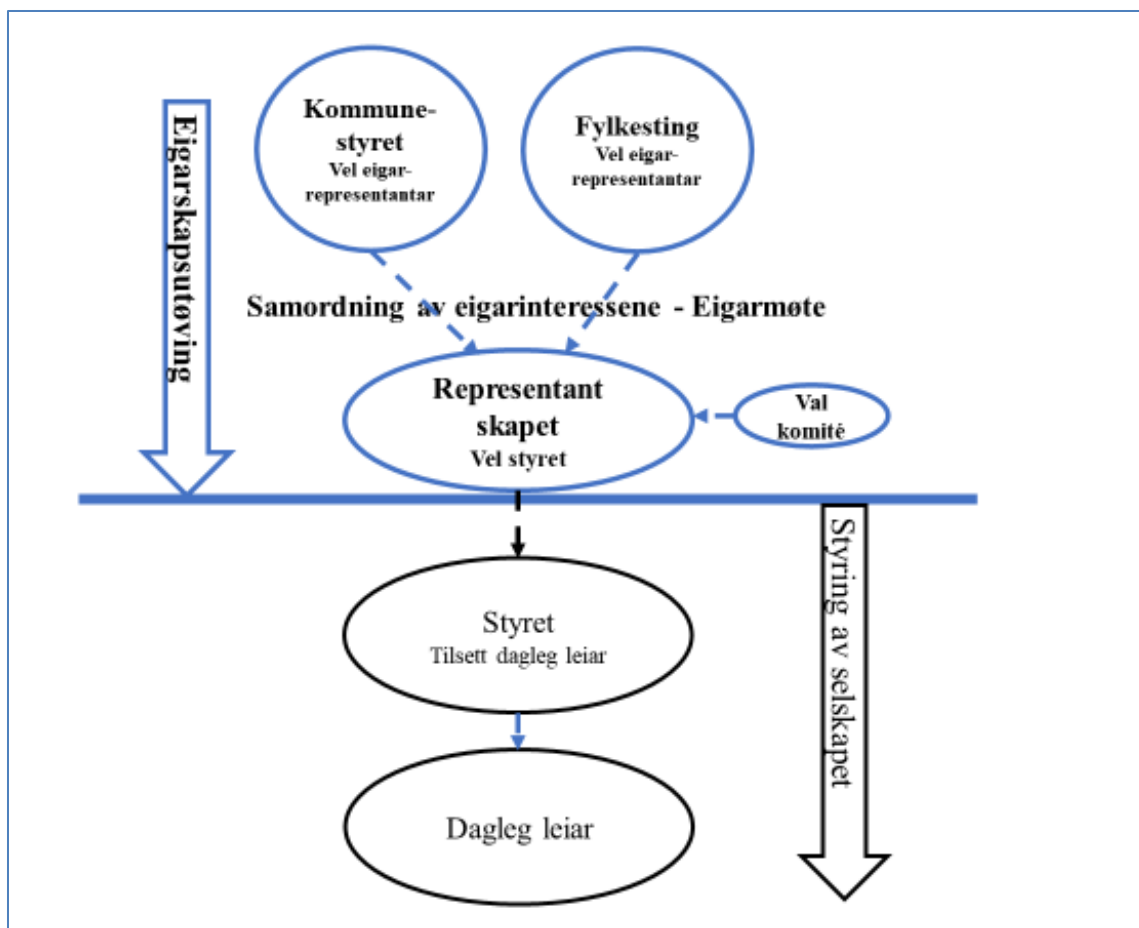 Eigarskapsutøving
Kommune-
styret
Vel eigar-
representantar
Fylkesting
Vel eigar-
representantar
Samordning av eigarinteressene - Eigarmøte
Representant
skapet
Vel styret
Val
komité
Styret
Tilsett dagleg leiar
Styring av selskapet
Dagleg leiar